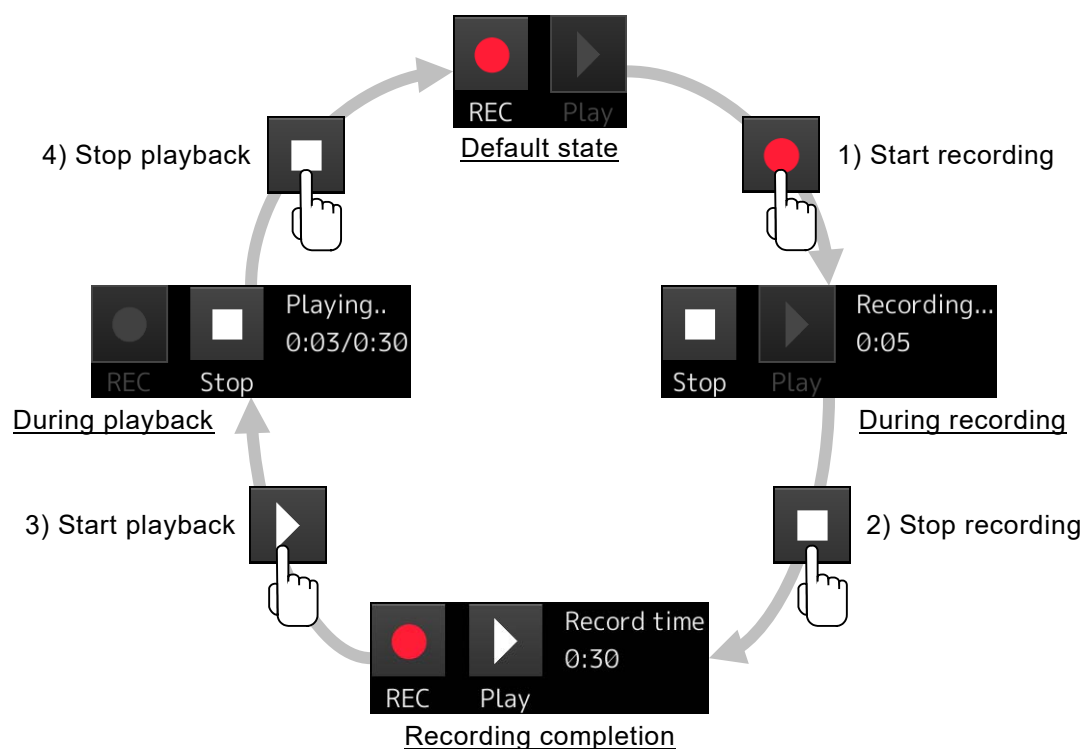 REC
Play
Default state
4) Stop playback
1) Start recording
Playing..
0:03/0:30
REC
Stop
During playback
Recording...
0:05
Stop
Play
During recording
3) Start playback
2) Stop recording
Record time
0:30
REC
Play
Recording completion